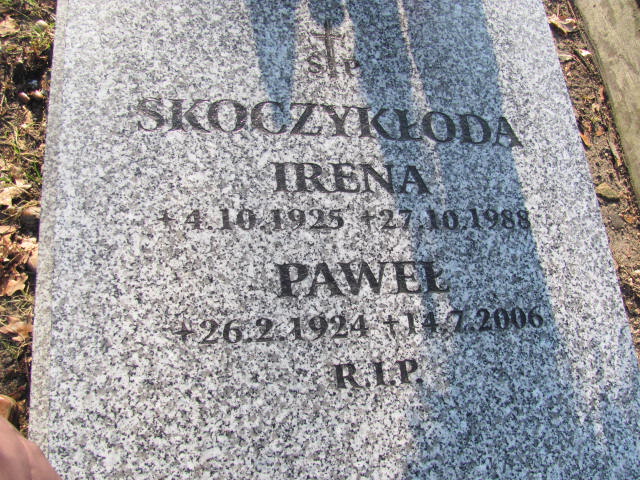 Ś P
SKOCZYKŁODA
IRENA
+4.10.1925 +27.10.1988
PAWEŁ
+26.2.1924 +14.7.2006
R.I.P.